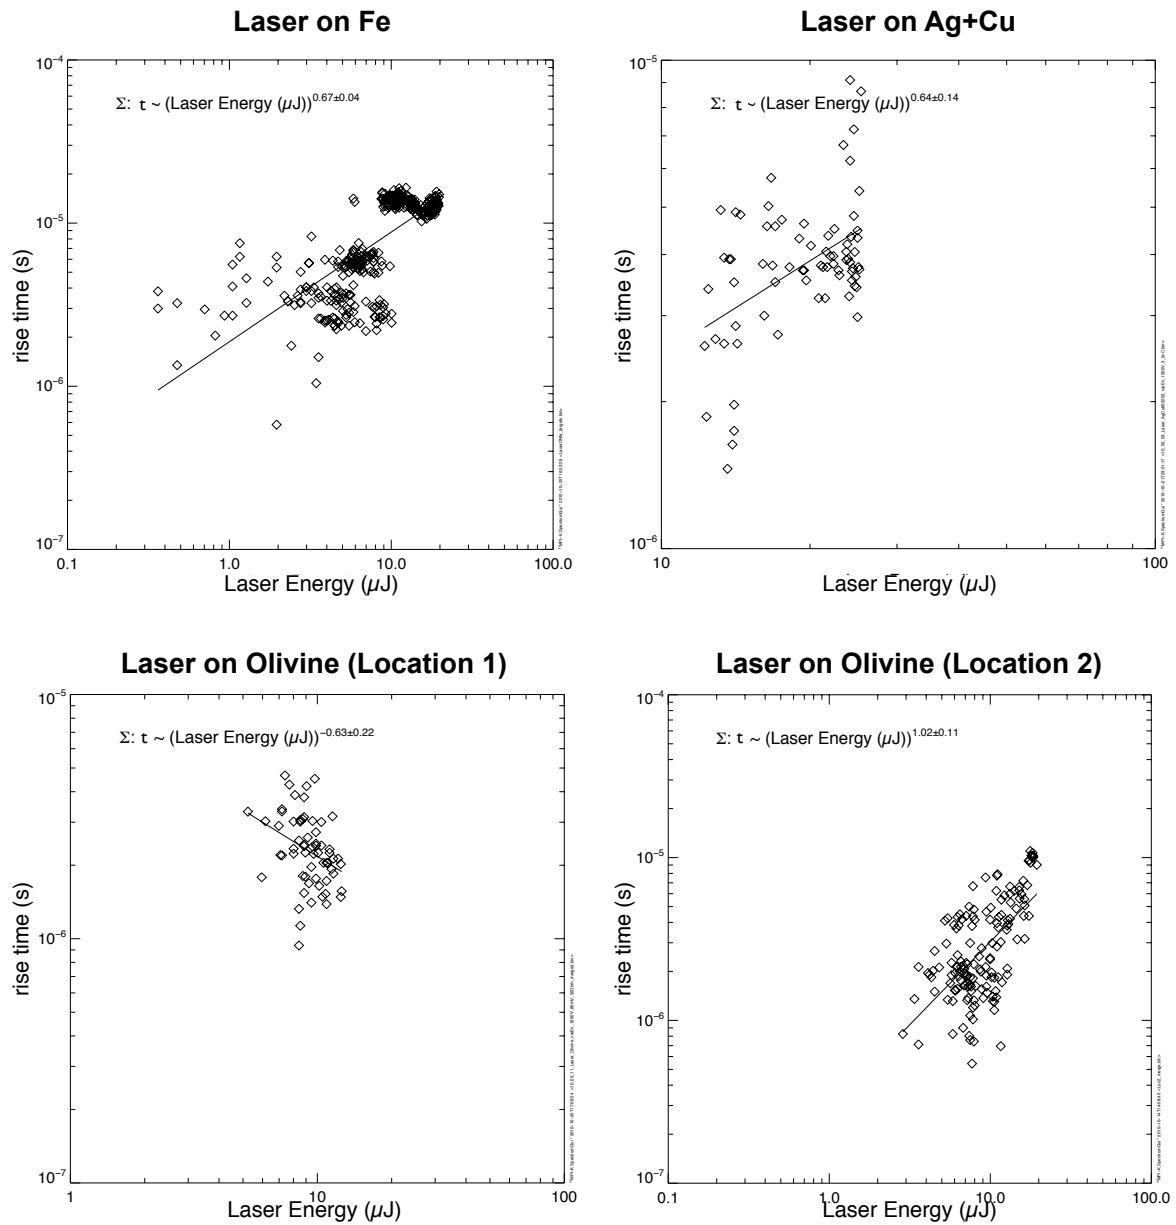 Laser on Fe
Σ: t ~ (Laser Energy (µJ))^0.67±0.04
10^-4
10^-5
10^-6
10^-7
rise time (s)
0.1 1.0 10.0 100.0
Laser Energy (µJ)
Laser on Ag+Cu
Σ: t ~ (Laser Energy (µJ))^0.64±0.14
10^-5
10^-6
rise time (s)
10 100
Laser Energy (µJ)
Laser on Olivine (Location 1)
Σ: t ~ (Laser Energy (µJ))^−0.63±0.22
10^-5
10^-6
10^-7
rise time (s)
1 10 100
Laser Energy (µJ)
Laser on Olivine (Location 2)
Σ: t ~ (Laser Energy (µJ))^1.02±0.11
10^-4
10^-5
10^-6
10^-7
rise time (s)
0.1 1.0 10.0 100.0
Laser Energy (µJ)